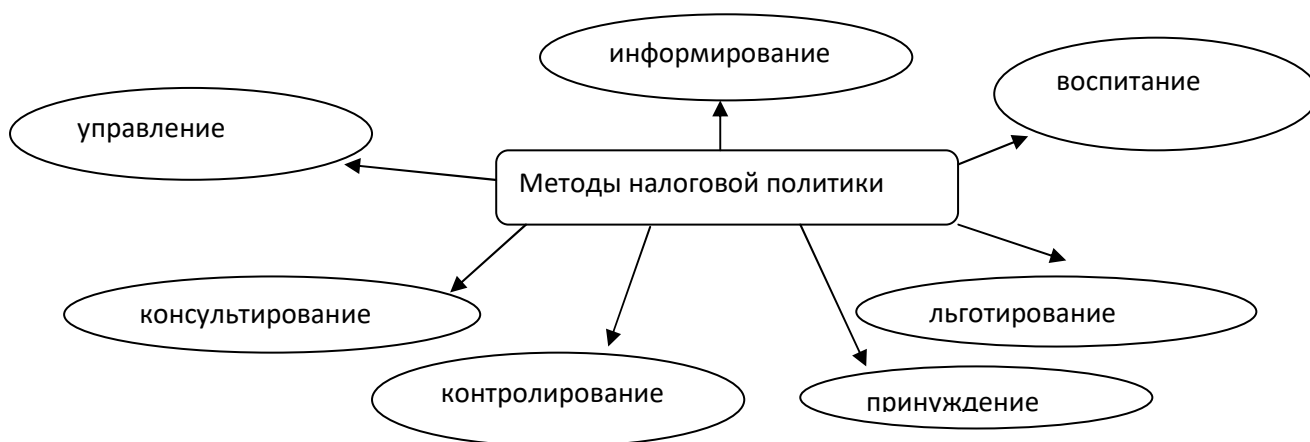 информирование
воспитание
управление
Методы налоговой политики
консультирование
льготирование
контролирование
принуждение